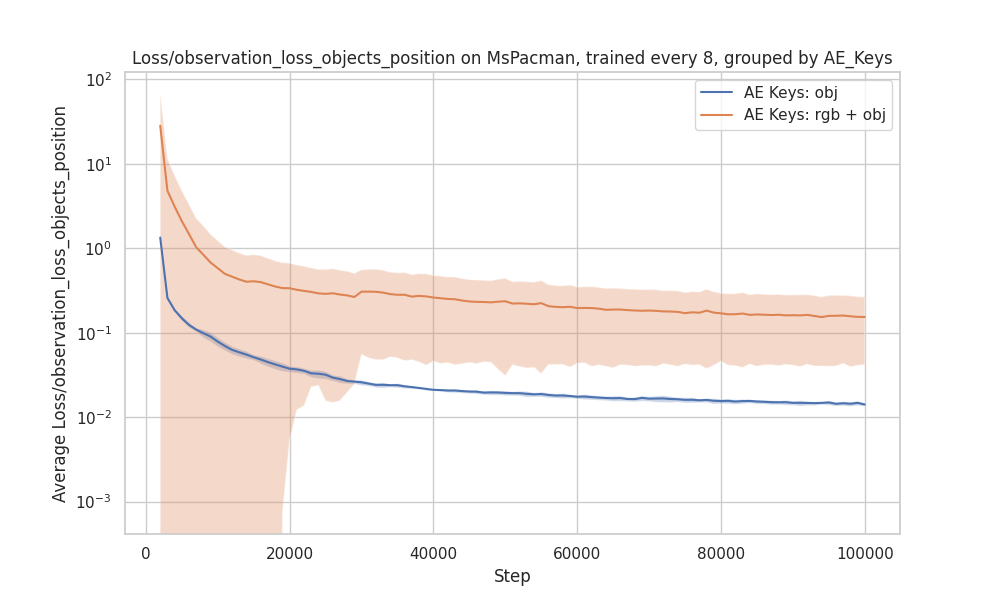 Loss/observation_loss_objects_position on MsPacman, trained every 8, grouped by AE_Keys
AE Keys: obj
AE Keys: rgb + obj
Average Loss/observation_loss_objects_position
10²
10¹
10⁰
10⁻¹
10⁻²
10⁻³
0 20000 40000 60000 80000 100000
Step